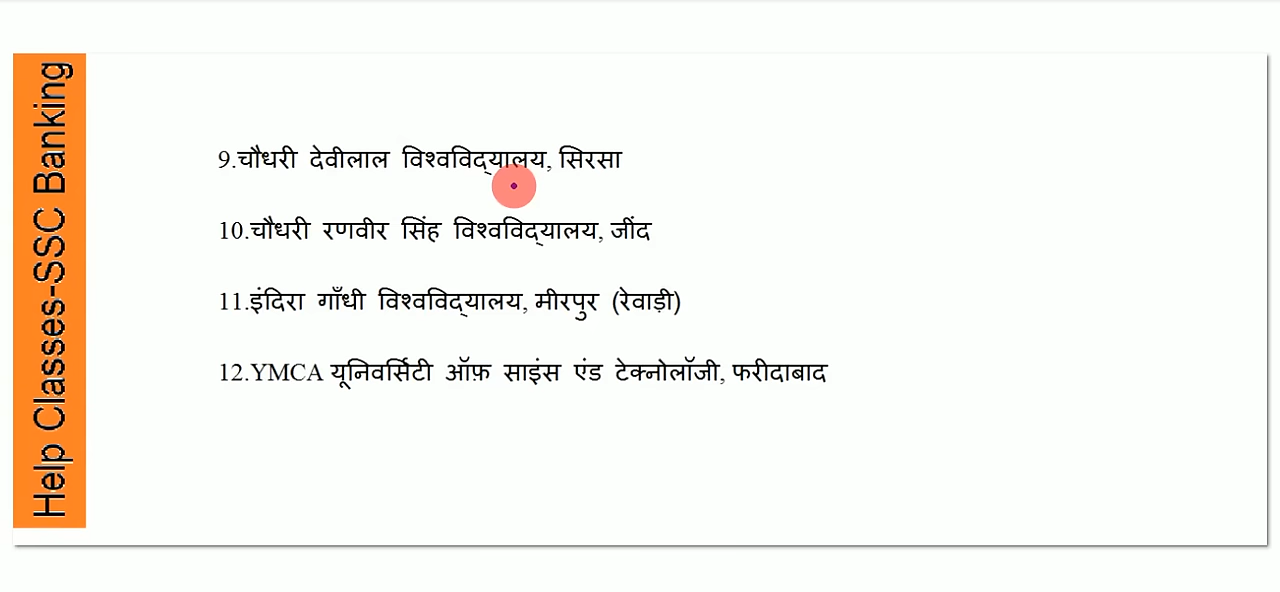 Help Classes-SSC Banking
9.चौधरी देवीलाल विश्वविद्यालय, सिरसा
10.चौधरी रणवीर सिंह विश्वविद्यालय, जींद
11.इंदिरा गाँधी विश्वविद्यालय, मीरपुर (रेवाड़ी)
12.YMCA यूनिवर्सिटी ऑफ़ साइंस एंड टेक्नोलॉजी, फरीदाबाद